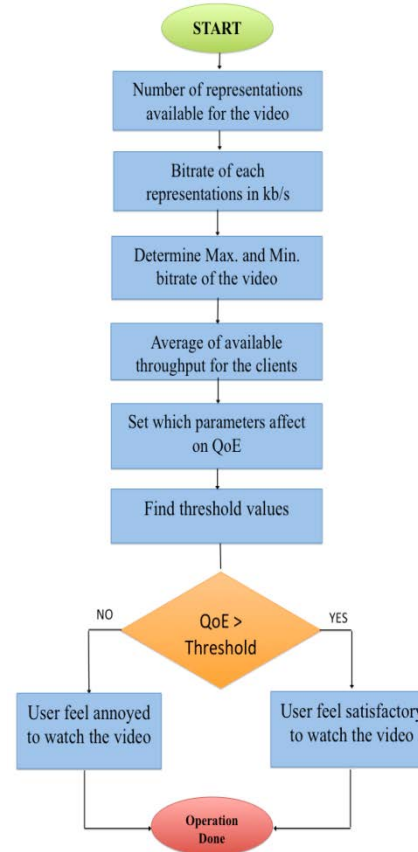 START
Number of representations
available for the video
Bitrate of each
representations in kb/s
Determine Max. and Min.
bitrate of the video
Average of available
throughput for the clients
Set which parameters affect
on QoE
Find threshold values
NO
YES
QoE >
Threshold
User feel annoyed
to watch the video
User feel satisfactory
to watch the video
Operation
Done